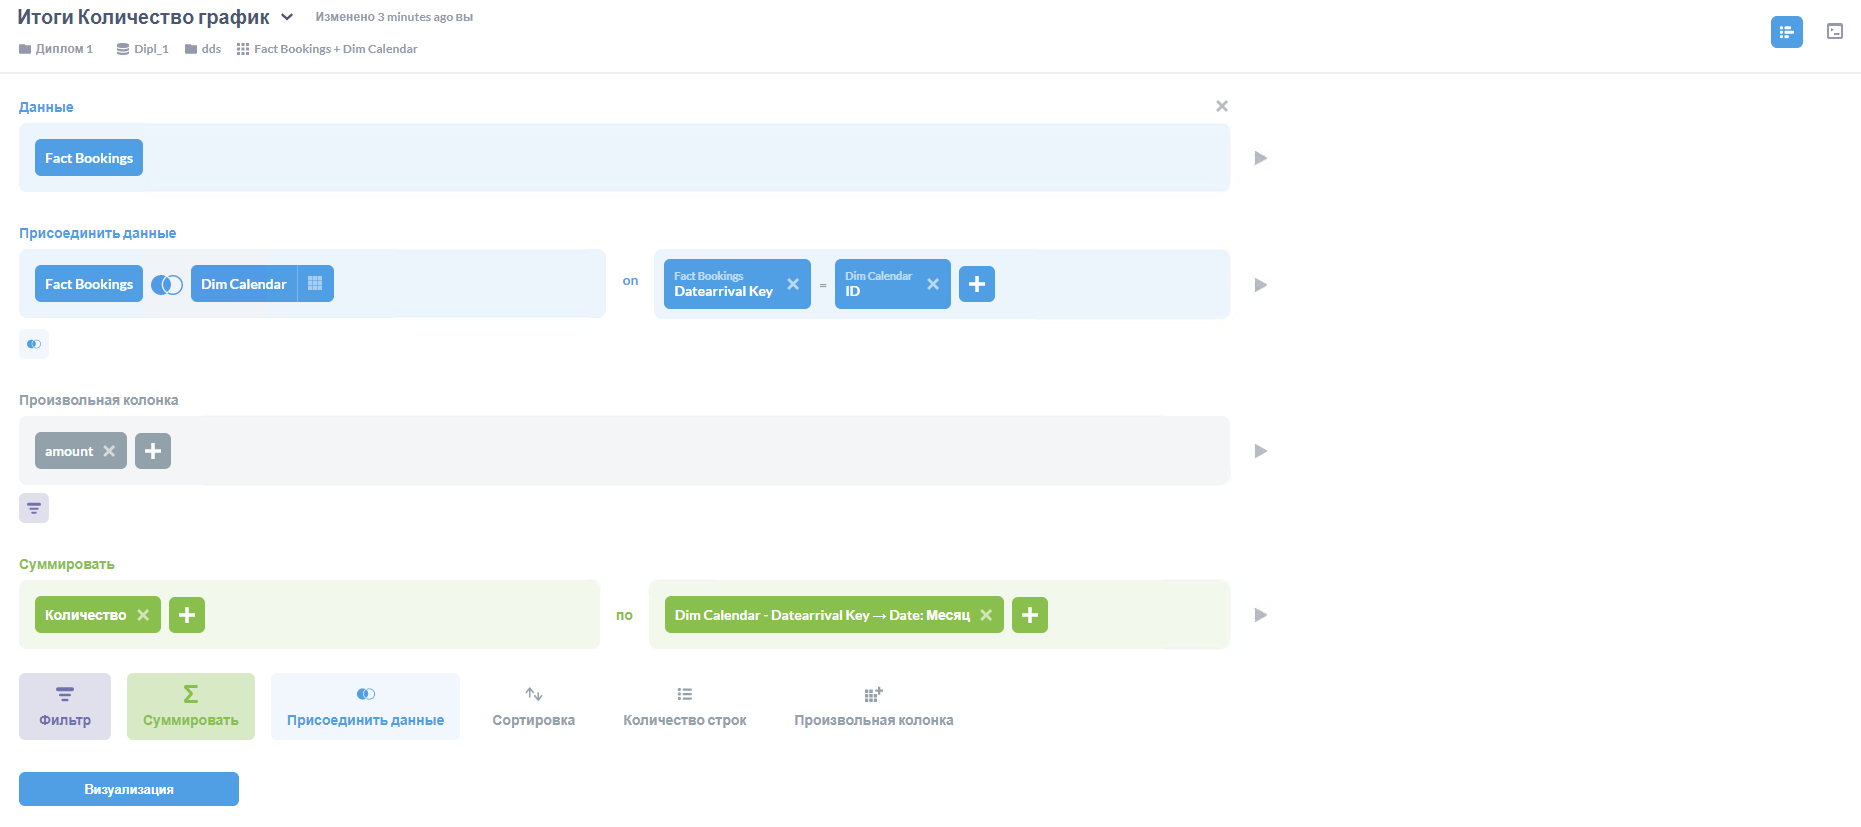 Итоги Количество график
Изменено 3 minutes ago вы
Диплом 1 Dipl_1 dds Fact Bookings + Dim Calendar
Данные
Fact Bookings
Присоединить данные
Fact Bookings Dim Calendar on Fact Bookings Datearrival Key = Dim Calendar ID
Произвольная колонка
amount
Суммировать
Количество по Dim Calendar - Datearrival Key → Date: Месяц
Фильтр Суммировать Присоединить данные Сортировка Количество строк Произвольная колонка
Визуализация